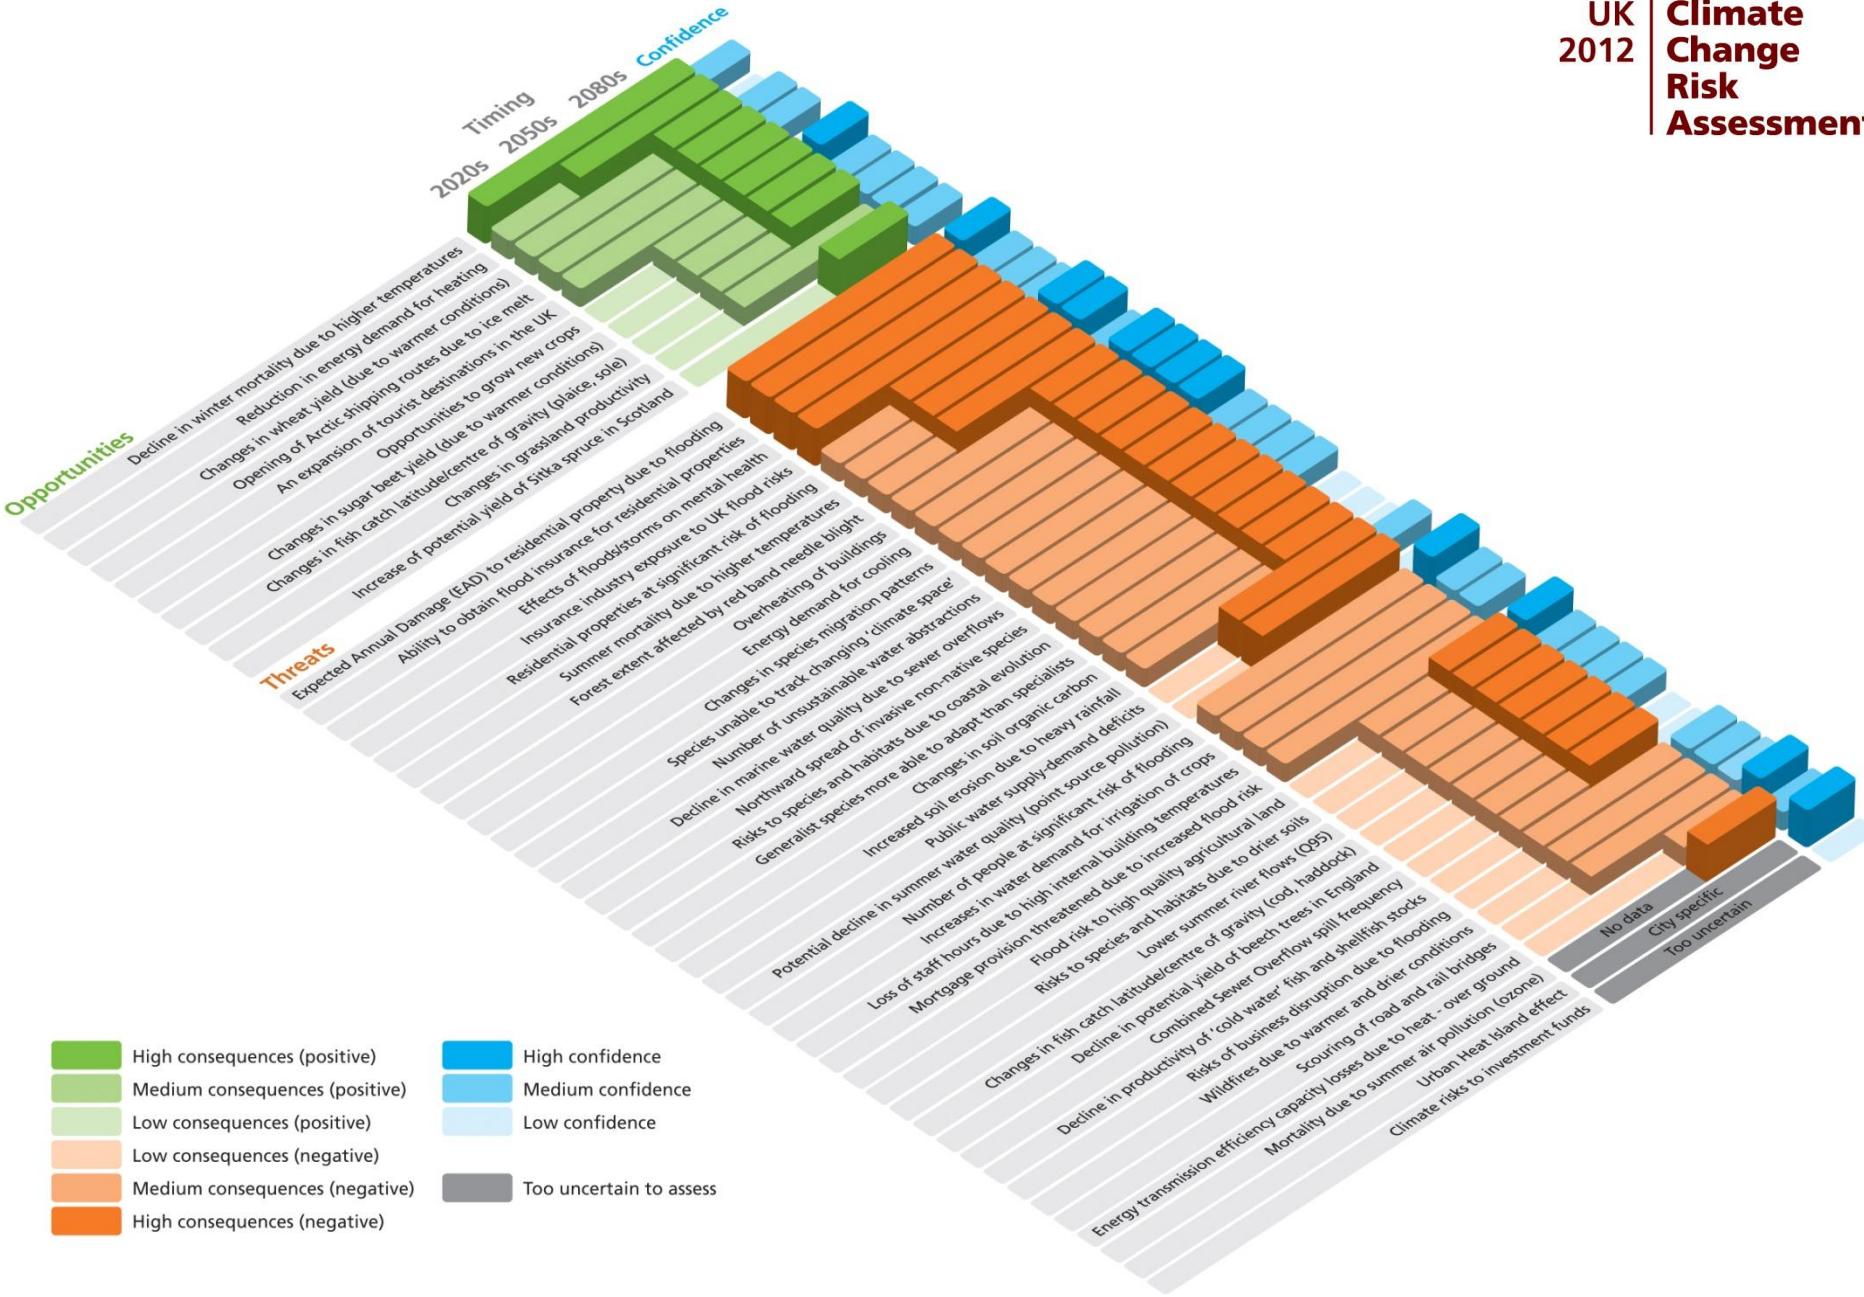 UK 2012
Climate
Change
Risk
Assessment
Confidence
Timing
2020s
2050s
2080s
Opportunities
Decline in winter mortality due to higher temperatures
Reduction in energy demand for heating
Changes in wheat yield (due to warmer conditions)
Opening of Arctic shipping routes due to ice melt
An expansion of tourist destinations in the UK
Opportunities to grow new crops
Changes in sugar beet yield (due to warmer conditions)
Changes in fish catch latitude/centre of gravity (plaice, sole)
Changes in grassland productivity
Increase of potential yield of Sitka spruce in Scotland
Threats
Expected Annual Damage (EAD) to residential property due to flooding
Ability to obtain flood insurance for residential properties
Effects of floods/storms on mental health
Insurance industry exposure to UK flood risks
Residential properties at significant risk of flooding
Summer mortality due to higher temperatures
Forest extent affected by red band needle blight
Overheating of buildings
Energy demand for cooling
Changes in species migration patterns
Species unable to track changing 'climate space'
Number of unsustainable water abstractions
Decline in marine water quality due to sewer overflows
Northward spread of invasive non-native species
Risks to species and habitats due to coastal evolution
Generalist species more able to adapt than specialists
Changes in soil organic carbon
Increased soil erosion due to heavy rainfall
Public water supply-demand deficits
Potential decline in summer water quality (point source pollution)
Number of people at significant risk of flooding
Increases in water demand for irrigation of crops
Loss of staff hours due to high internal building temperatures
Mortgage provision threatened due to increased flood risk
Flood risk to high quality agricultural land
Risks to species and habitats due to drier soils
Lower summer river flows (Q95)
Changes in fish catch latitude/centre of gravity (cod, haddock)
Decline in potential yield of beech trees in England
Combined Sewer Overflow spill frequency
Decline in productivity of 'cold water' fish and shellfish stocks
Risks of business disruption due to flooding
Wildfires due to warmer and drier conditions
Scouring of road and rail bridges
Energy transmission efficiency capacity losses due to heat - over ground
Mortality due to summer air pollution (ozone)
Urban Heat Island effect
Climate risks to investment funds
No data
City specific
Too uncertain
High consequences (positive)
Medium consequences (positive)
Low consequences (positive)
Low consequences (negative)
Medium consequences (negative)
High consequences (negative)
High confidence
Medium confidence
Low confidence
Too uncertain to assess